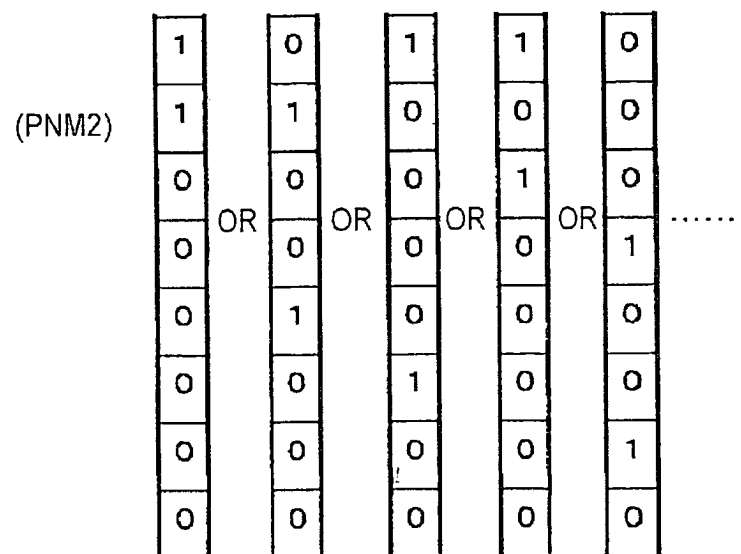 1 0 1 1 0
(PNM2) 1 1 0 0 0
0 0 0 1 0
OR OR OR OR ......
0 0 0 0 1
0 1 0 0 0
0 0 1 0 0
0 0 0 0 1
0 0 0 0 0